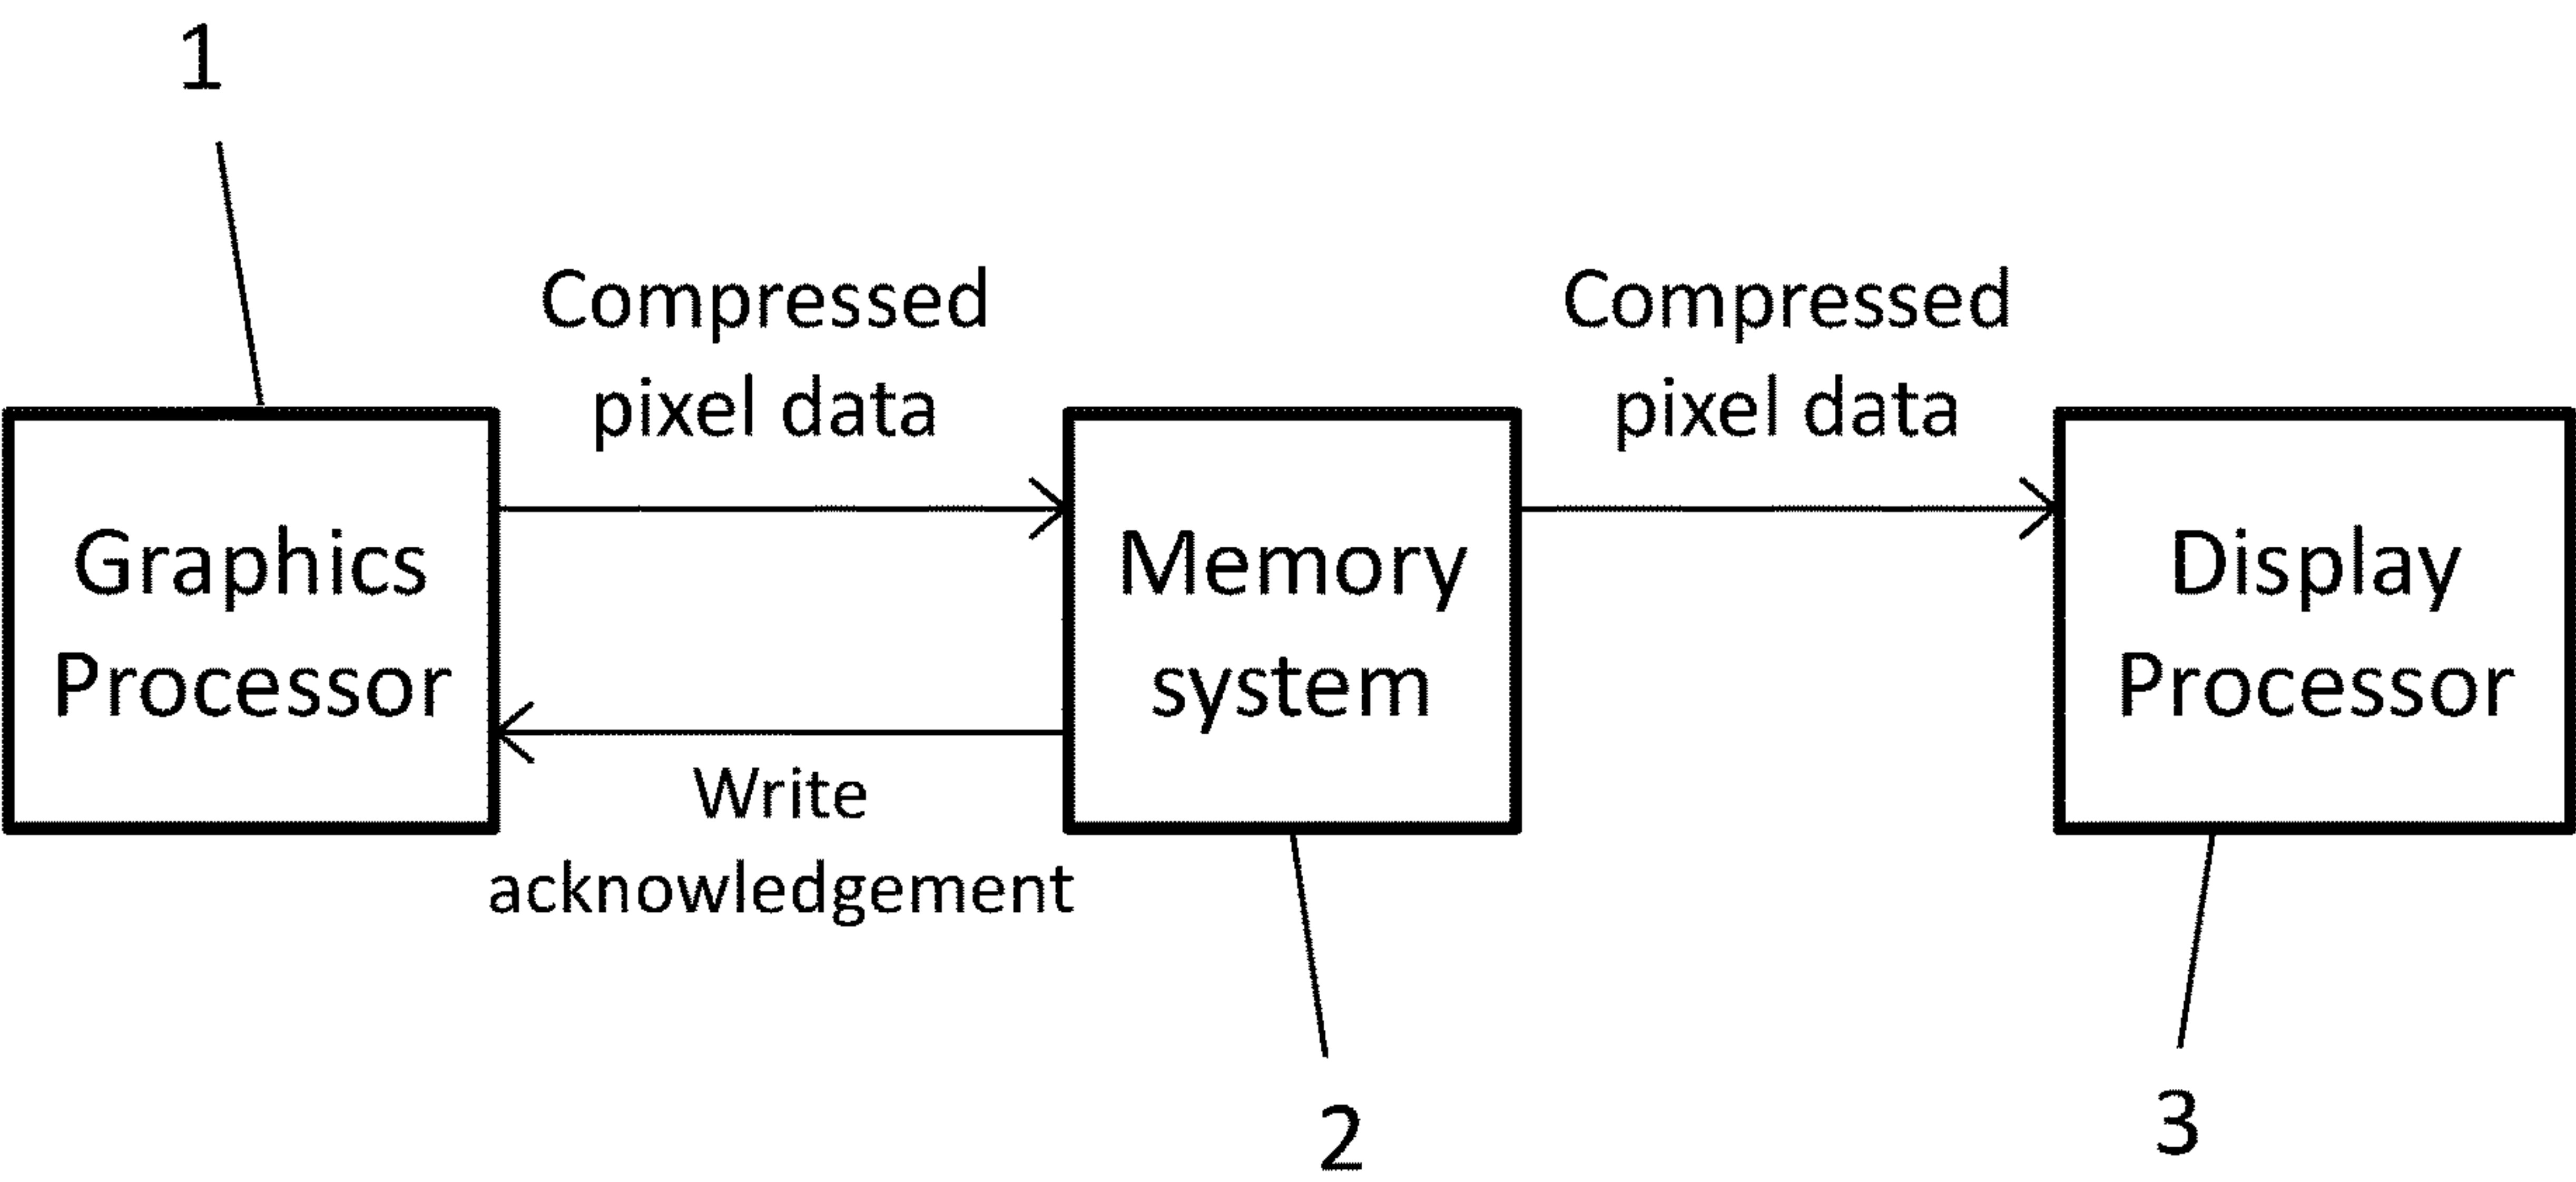 1
Compressed
pixel data
Compressed
pixel data
Graphics
Processor
Memory
system
Display
Processor
Write
acknowledgement
2
3